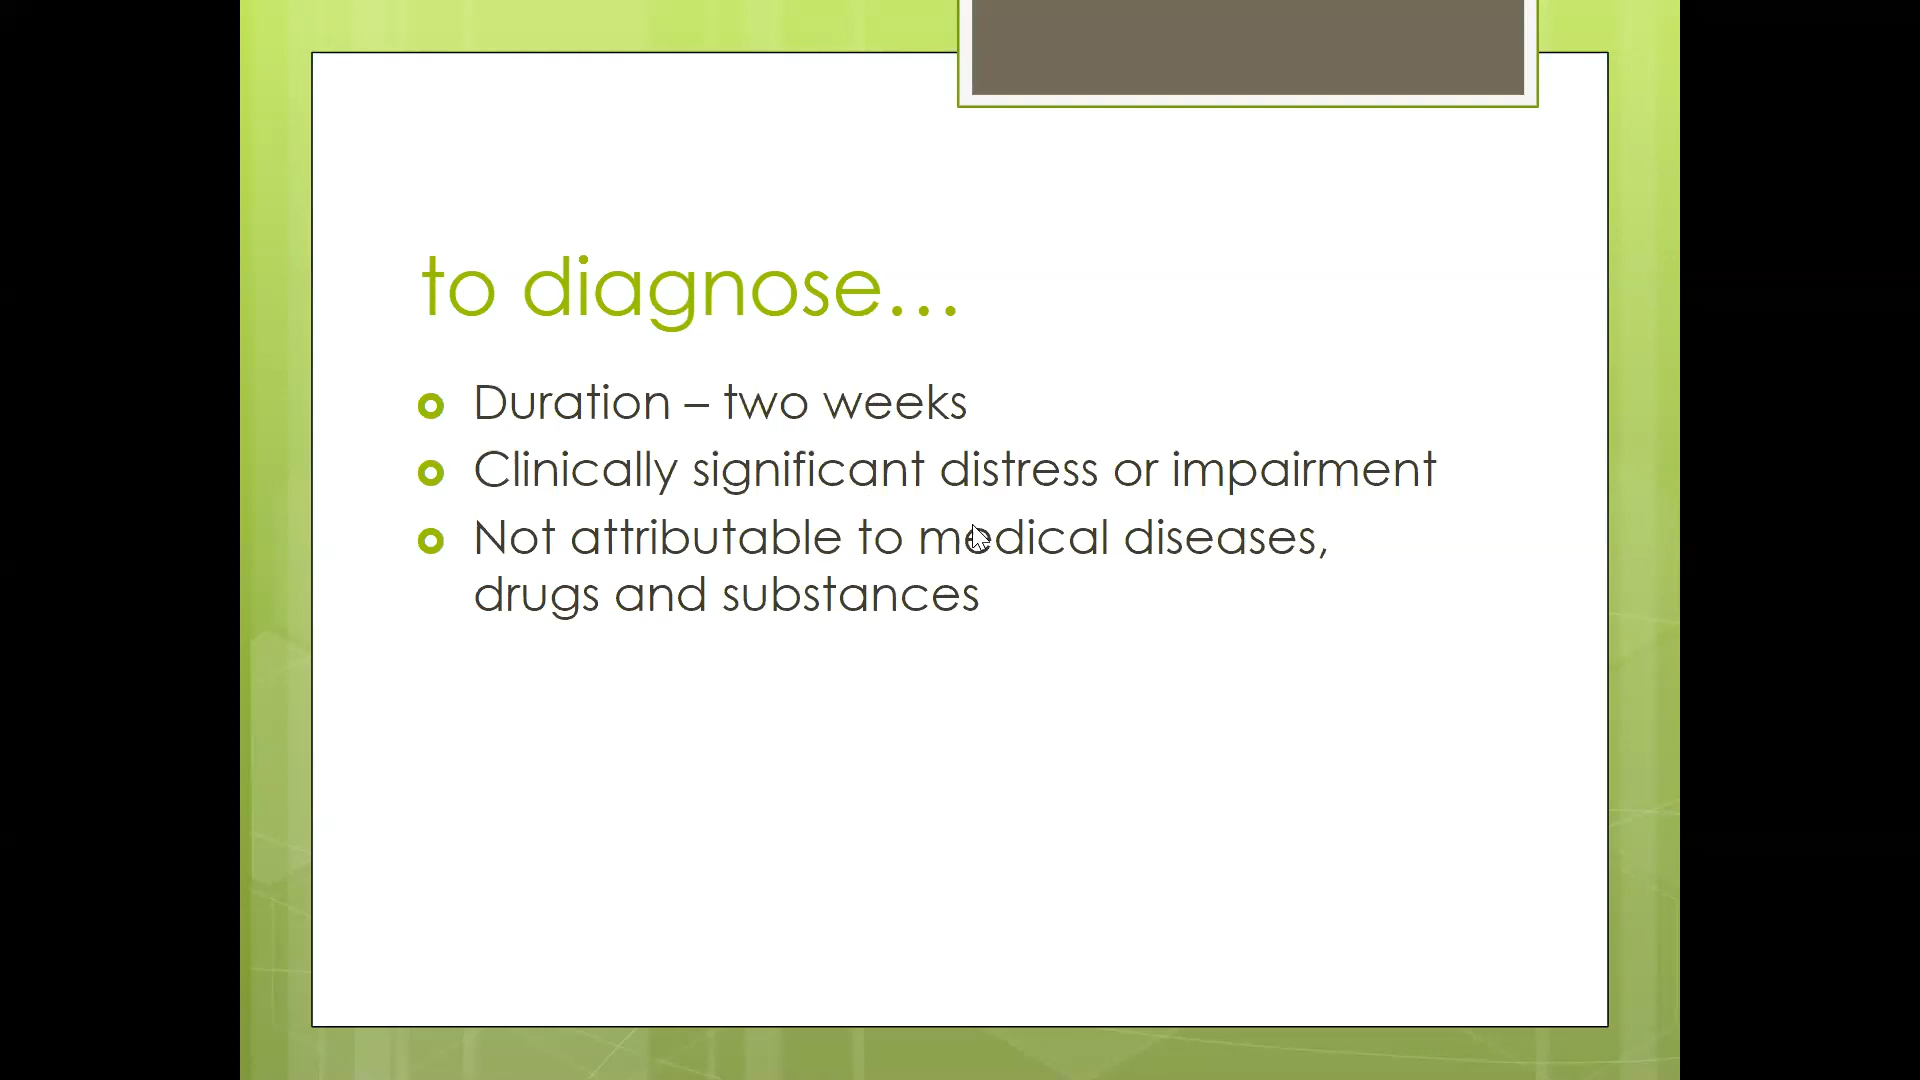 to diagnose...
Duration – two weeks
Clinically significant distress or impairment
Not attributable to medical diseases,
drugs and substances